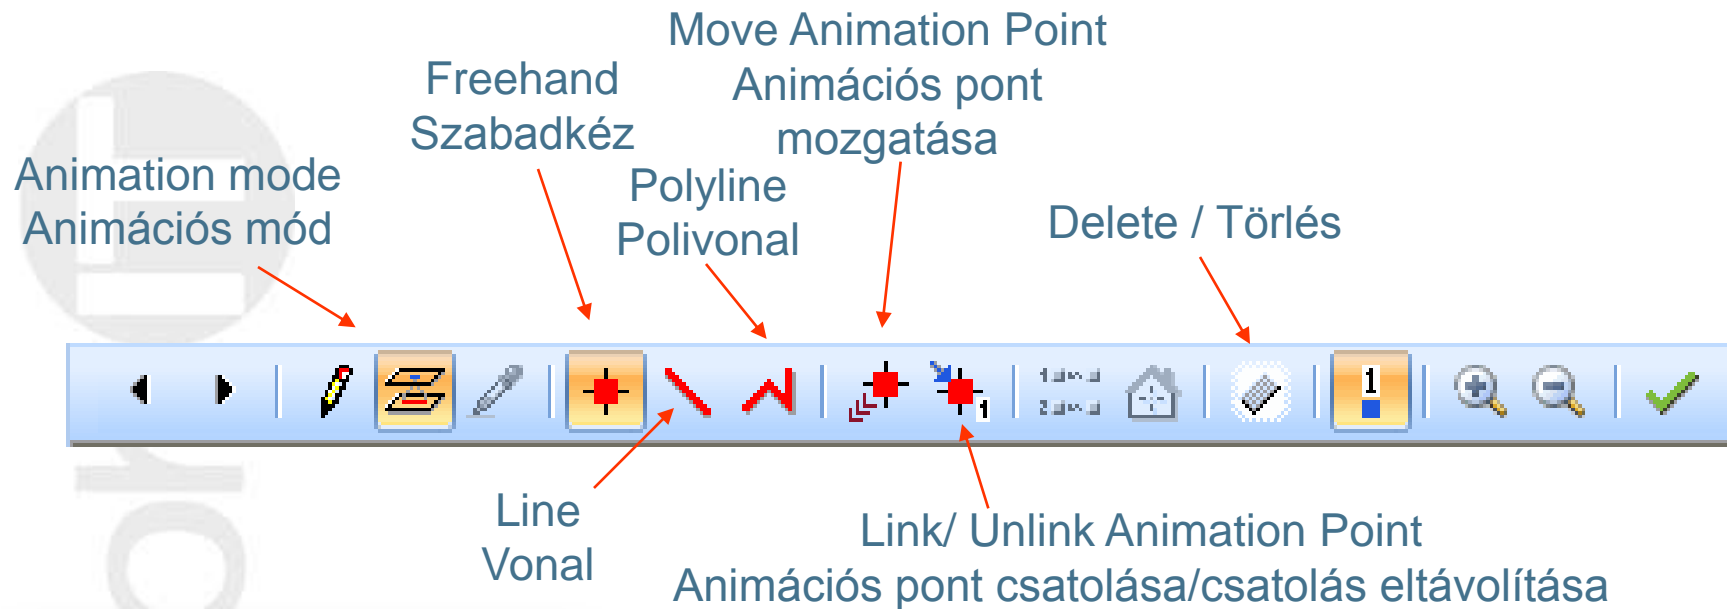 Move Animation Point
Animációs pont
mozgatása
Freehand
Szabadkéz
Animation mode
Animációs mód
Polyline
Polivonal
Delete / Törlés
1
1
Line
Vonal
Link/ Unlink Animation Point
Animációs pont csatolása/csatolás eltávolítása